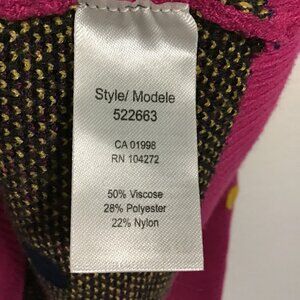 Style/ Modele
522663
CA 01998
RN 104272
50% Viscose
28% Polyester
22% Nylon